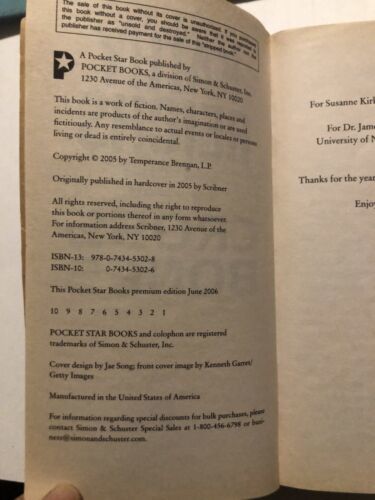 The sale of this book without its cover is unauthorized. If you purchased
this book without a cover, you should be aware that it was reported to
the publisher as "unsold and destroyed." Neither the author nor the
publisher has received payment for the sale of this "stripped book."
P
A Pocket Star Book published by
POCKET BOOKS, a division of Simon & Schuster, Inc.
1230 Avenue of the Americas, New York, NY 10020
This book is a work of fiction. Names, characters, places and
incidents are products of the author's imagination or are used
fictitiously. Any resemblance to actual events or locales or persons
living or dead is entirely coincidental.
Copyright © 2005 by Temperance Brennan, L.P.
Originally published in hardcover in 2005 by Scribner
All rights reserved, including the right to reproduce
this book or portions thereof in any form whatsoever.
For information address Scribner, 1230 Avenue of the
Americas, New York, NY 10020
ISBN-13: 978-0-7434-5302-8
ISBN-10: 0-7434-5302-6
This Pocket Star Books premium edition June 2006
10 9 8 7 6 5 4 3 2 1
POCKET STAR BOOKS and colophon are registered
trademarks of Simon & Schuster, Inc.
Cover design by Jae Song; front cover image by Kenneth Garret/
Getty Images
Manufactured in the United States of America
For information regarding special discounts for bulk purchases, please
contact Simon & Schuster Special Sales at 1-800-456-6798 or busi-
ness@simonandschuster.com.
For Susanne Kirk
For Dr. Jame
University of N
Thanks for the year
Enjoy